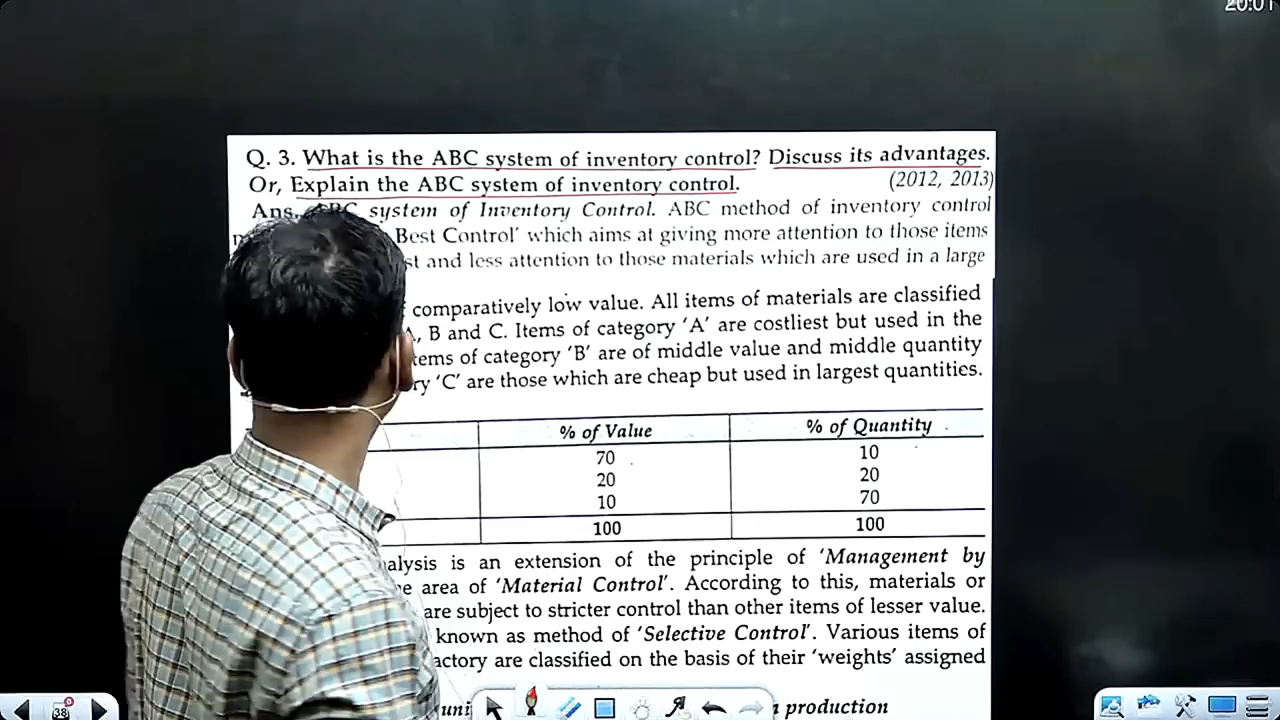 20:01
Q. 3. What is the ABC system of inventory control? Discuss its advantages.
Or, Explain the ABC system of inventory control. (2012, 2013)
Ans. ABC system of Inventory Control. ABC method of inventory control
Best Control' which aims at giving more attention to those items
and less attention to those materials which are used in a large
comparatively low value. All items of materials are classified
B and C. Items of category 'A' are costliest but used in the
of category 'B' are of middle value and middle quantity
'C' are those which are cheap but used in largest quantities.
% of Value % of Quantity
70 10
20 20
10 70
100 100
is an extension of the principle of 'Management by
area of 'Material Control'. According to this, materials or
are subject to stricter control than other items of lesser value.
known as method of 'Selective Control'. Various items of
are classified on the basis of their 'weights' assigned
production
38